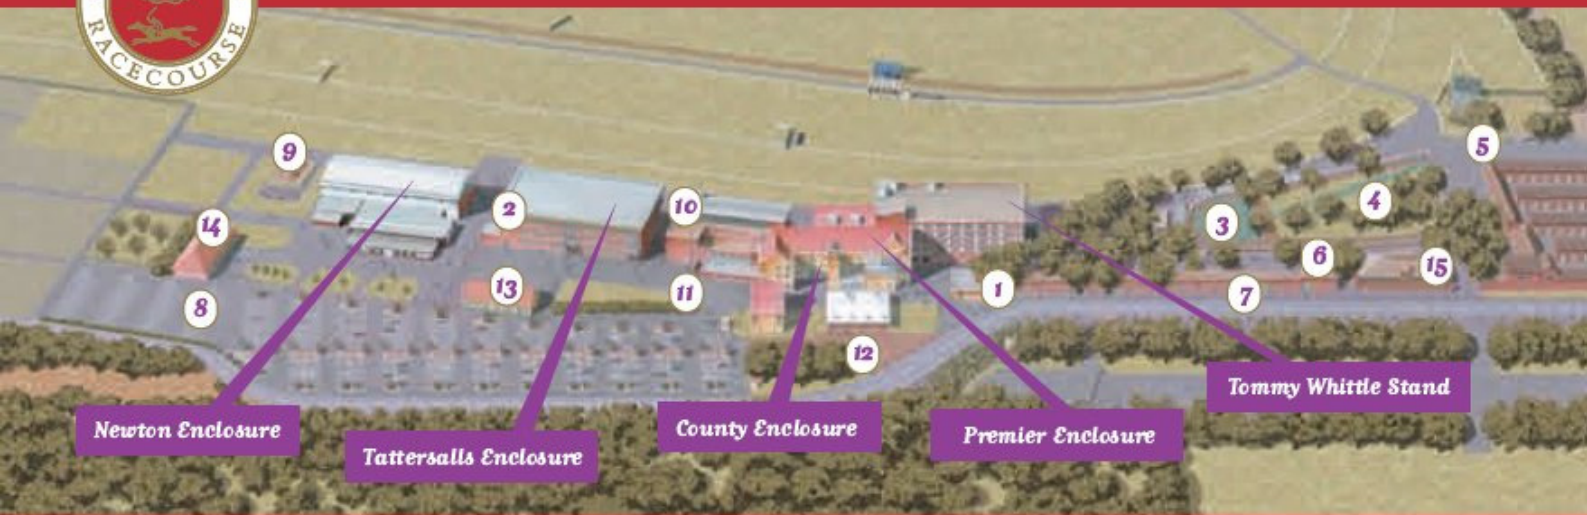 RACECOURSE
9
5
14
2
10
4
3
6
15
13
11
1
7
8
12
Tommy Whittle Stand
Newton Enclosure
County Enclosure
Premier Enclosure
Tattersalls Enclosure